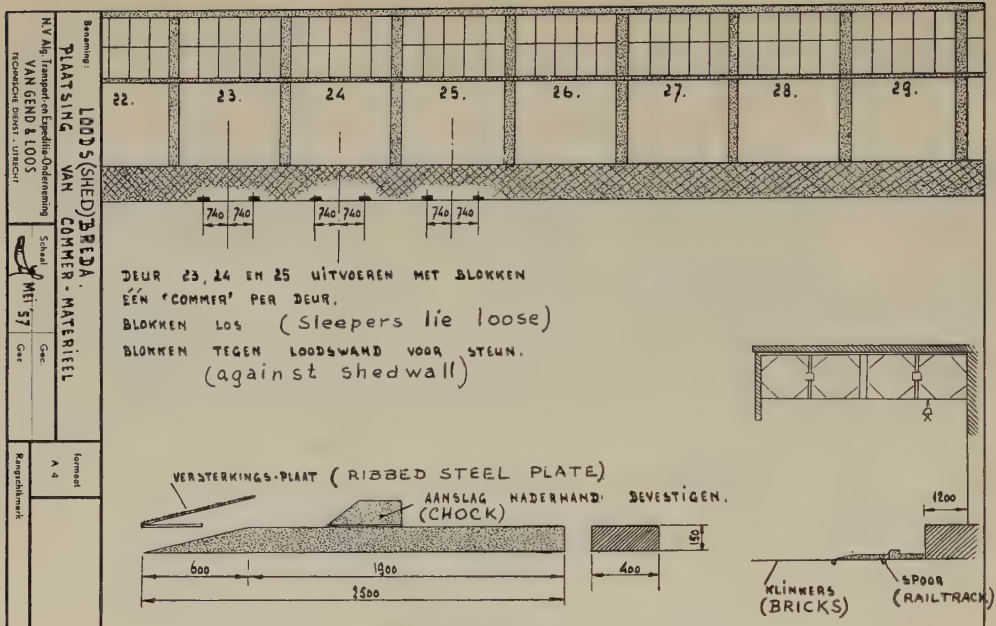 Benaming:
LOODS (SHED) BREDA.
PLAATSING VAN COMMER - MATERIEEL
N.V. Alg. Transport-en Expeditie-Onderneming
VAN GEND & LOOS
TECHNISCHE DIENST - UTRECHT
Schaal
MEI '57
Gec.
Get
formaat
A 4
Rangschikmerk
22. 23. 24 25. 26. 27. 28. 29.
740 740 740 740 740 740
DEUR 23, 24 EN 25 UITVOEREN MET BLOKKEN
ÉÉN "COMMER" PER DEUR.
BLOKKEN LOS (Sleepers lie loose)
BLOKKEN TEGEN LOODSWAND VOOR STEUN.
(against shedwall)
VERSTERKINGS-PLAAT (RIBBED STEEL PLATE)
AANSLAG NADERHAND BEVESTIGEN.
(CHOCK)
600 1900
2500
150
400
1200
KLINKERS
(BRICKS)
SPOOR
(RAILTRACK)